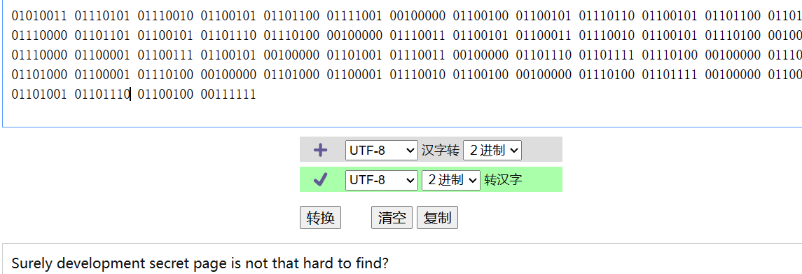 01010011 01110101 01110010 01100101 01101100 01111001 00100000 01100100 01100101 01110110 01100101 01101100 01101
01110000 01101101 01100101 01101110 01110100 00100000 01110011 01100101 01100011 01110010 01100101 01110100 00100
01110000 01100001 01100111 01100101 00100000 01101001 01110011 00100000 01101110 01101111 01110100 00100000 01110
01101000 01100001 01110100 00100000 01101000 01100001 01110010 01100100 00100000 01110100 01101111 00100000 01100
01101001 01101110 01100100 00111111
UTF-8 汉字转 2进制
UTF-8 2进制 转汉字
转换 清空 复制
Surely development secret page is not that hard to find?